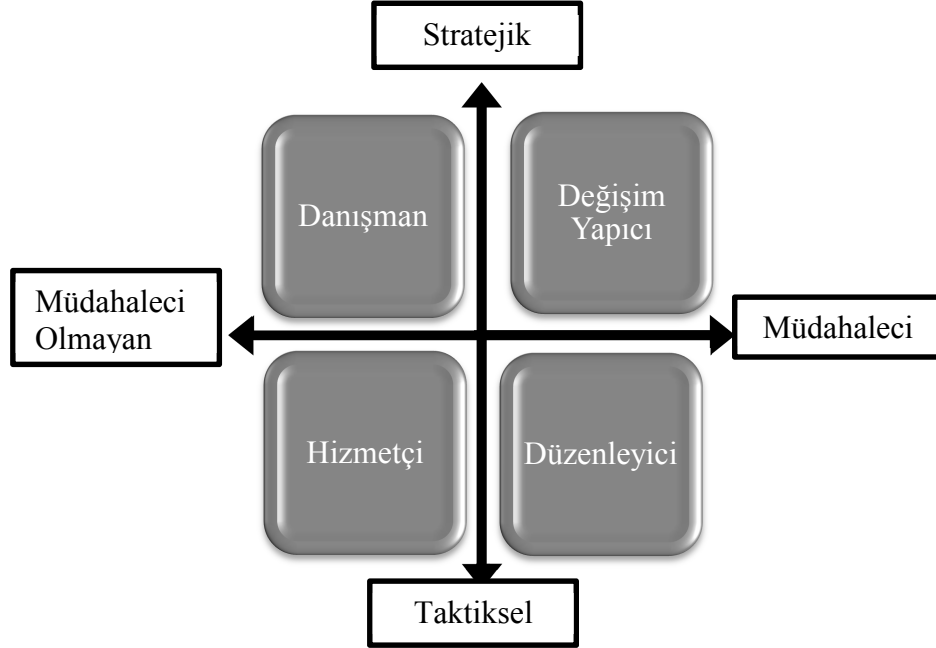 Stratejik
Danışman
Değişim
Yapıcı
Müdahaleci
Olmayan
Müdahaleci
Hizmetçi
Düzenleyici
Taktiksel